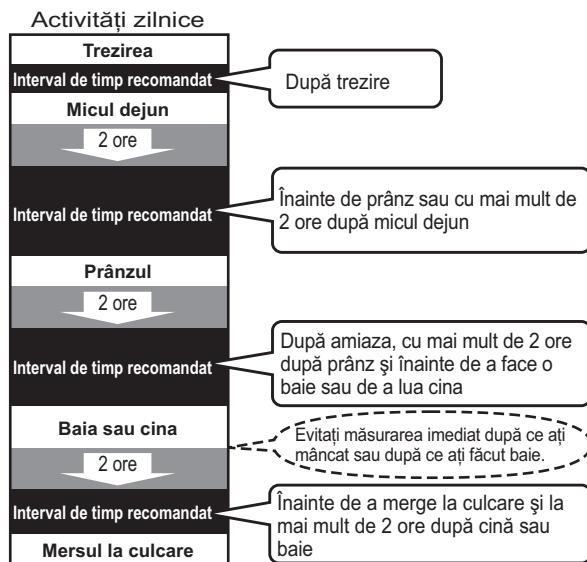 Activități zilnice
Trezirea
Interval de timp recomandat
După trezire
Micul dejun
2 ore
Interval de timp recomandat
Înainte de prânz sau cu mai mult de
2 ore după micul dejun
Prânzul
2 ore
Interval de timp recomandat
După amiaza, cu mai mult de 2 ore
după prânz şi înainte de a face o
baie sau de a lua cina
Baia sau cina
Evitați măsurarea imediat după ce ați
mâncat sau după ce ați făcut baie.
2 ore
Interval de timp recomandat
Înainte de a merge la culcare şi la
mai mult de 2 ore după cină sau
baie
Mersul la culcare